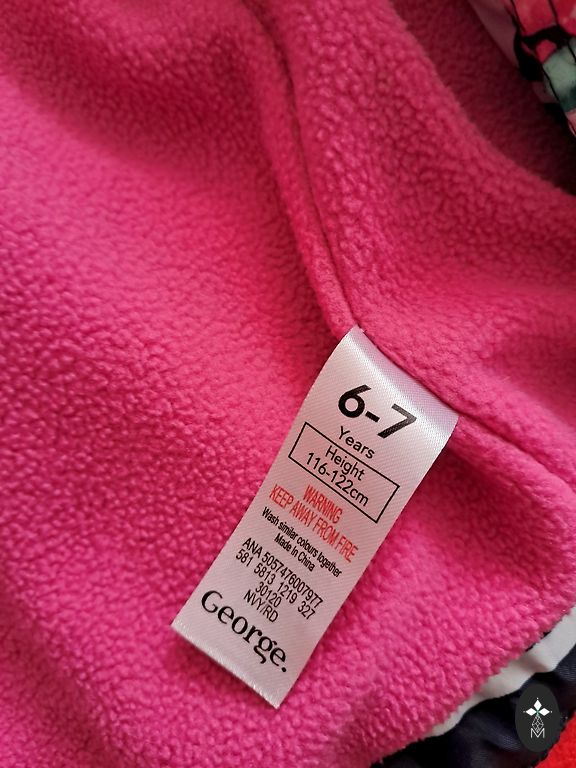 6-7
Years
Height
116-122cm
WARNING
KEEP AWAY FROM FIRE
Wash similar colours together
Made In China
ANA 5057476007977
581 5813 1219 327
30120
NVY/RD
George.
M